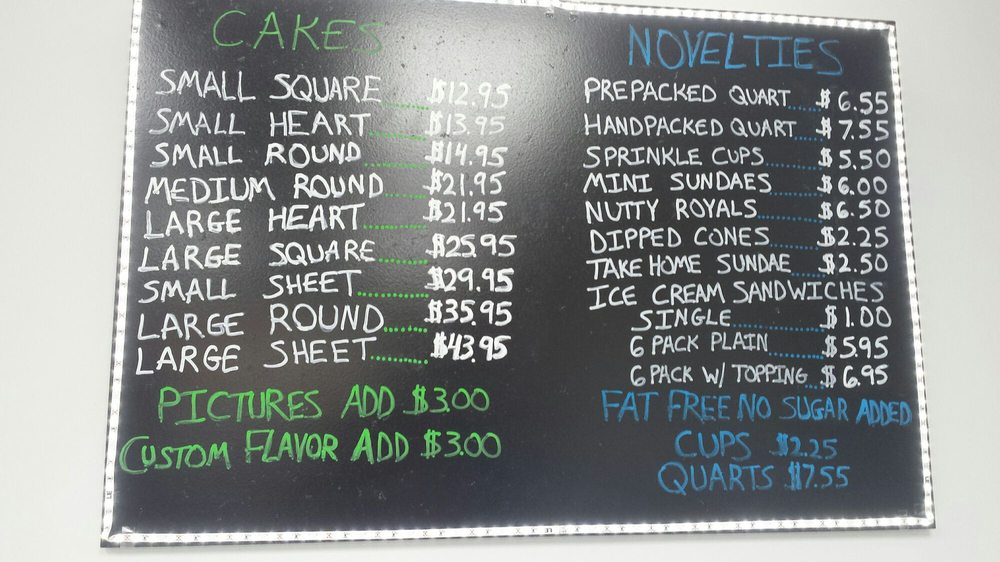 CAKES
SMALL SQUARE $12.95
SMALL HEART $13.95
SMALL ROUND $14.95
MEDIUM ROUND $21.95
LARGE HEART $21.95
LARGE SQUARE $25.95
SMALL SHEET $29.95
LARGE ROUND $35.95
LARGE SHEET $43.95
PICTURES ADD $3.00
CUSTOM FLAVOR ADD $3.00
NOVELTIES
PREPACKED QUART $6.55
HANDPACKED QUART $7.55
SPRINKLE CUPS $5.50
MINI SUNDAES $6.00
NUTTY ROYALS $6.50
DIPPED CONES $2.25
TAKE HOME SUNDAE $2.50
ICE CREAM SANDWICHES
SINGLE $1.00
6 PACK PLAIN $5.95
6 PACK W/ TOPPING $6.95
FAT FREE NO SUGAR ADDED
CUPS $2.25
QUARTS $7.55